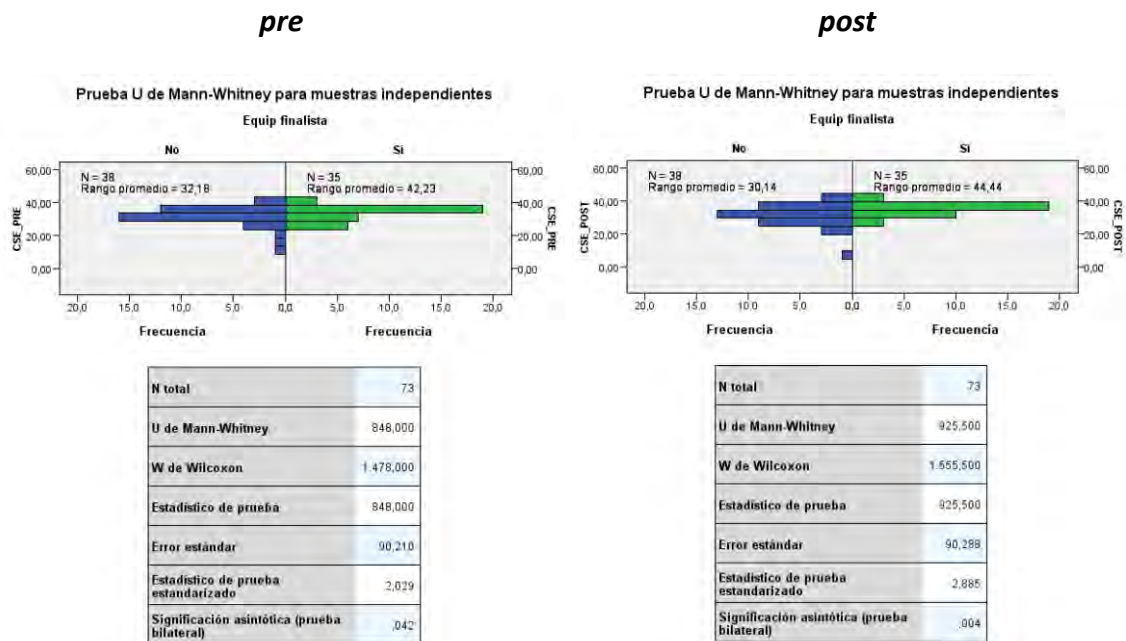 pre
Prueba U de Mann-Whitney para muestras independientes
Equip finalista
No Sí
N = 38
Rango promedio = 32,18
N = 35
Rango promedio = 42,23
CSE_PRE
60,00
40,00
20,00
0,00
60,00
40,00
20,00
0,00
CSE_PRE
20,0 15,0 10,0 5,0 0,0 5,0 10,0 15,0 20,0
Frecuencia Frecuencia
N total 73
U de Mann-Whitney 848,000
W de Wilcoxon 1.478,000
Estadístico de prueba 848,000
Error estándar 90,210
Estadístico de prueba
estandarizado 2,029
Significación asintótica (prueba
bilateral) ,042
post
Prueba U de Mann-Whitney para muestras independientes
Equip finalista
No Sí
N = 38
Rango promedio = 30,14
N = 35
Rango promedio = 44,44
CSE_POST
60,00
40,00
20,00
0,00
60,00
40,00
20,00
0,00
CSE_POST
20,0 15,0 10,0 5,0 0,0 5,0 10,0 15,0 20,0
Frecuencia Frecuencia
N total 73
U de Mann-Whitney 925,500
W de Wilcoxon 1.555,500
Estadístico de prueba 925,500
Error estándar 90,288
Estadístico de prueba
estandarizado 2,885
Significación asintótica (prueba
bilateral) ,004